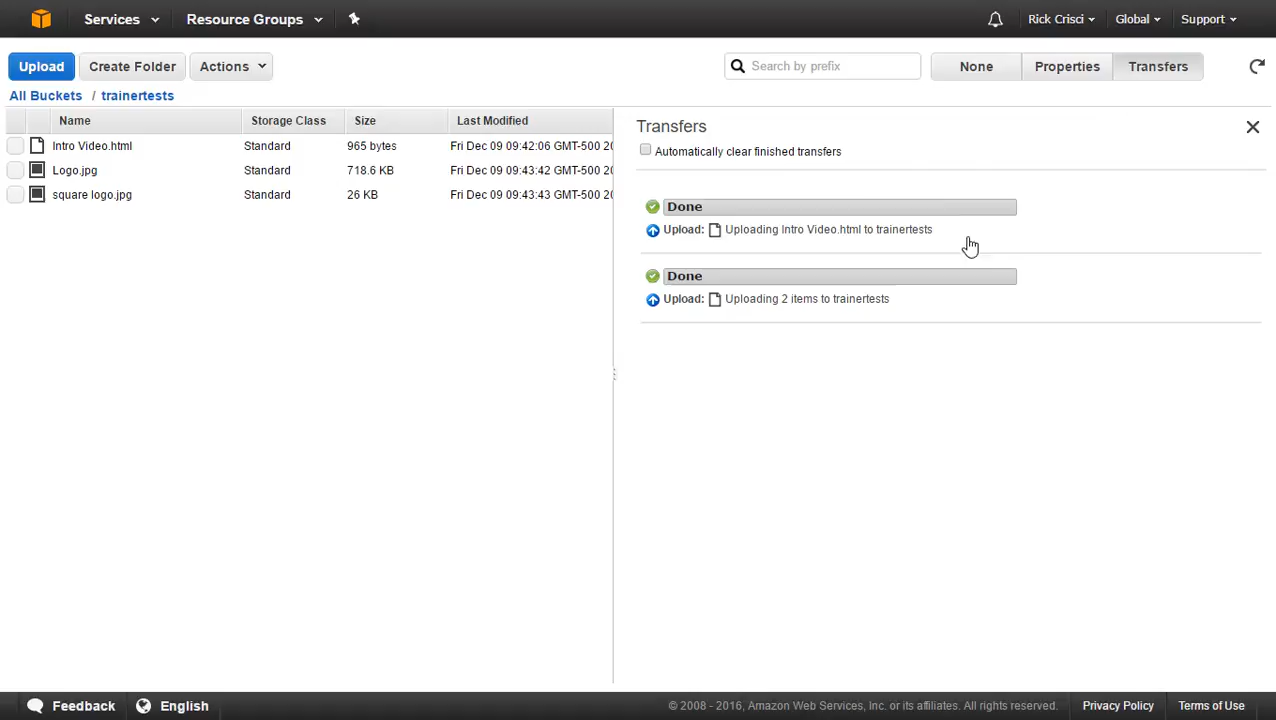 Services Resource Groups Rick Crisci Global Support
Upload Create Folder Actions Search by prefix None Properties Transfers
All Buckets / trainertests
Name Storage Class Size Last Modified
Intro Video.html Standard 965 bytes Fri Dec 09 09:42:06 GMT-500 20
Logo.jpg Standard 718.6 KB Fri Dec 09 09:43:42 GMT-500 20
square logo.jpg Standard 26 KB Fri Dec 09 09:43:43 GMT-500 20
Transfers
Automatically clear finished transfers
Done
Upload: Uploading Intro Video.html to trainertests
Done
Upload: Uploading 2 items to trainertests
Feedback English © 2008 - 2016, Amazon Web Services, Inc. or its affiliates. All rights reserved. Privacy Policy Terms of Use